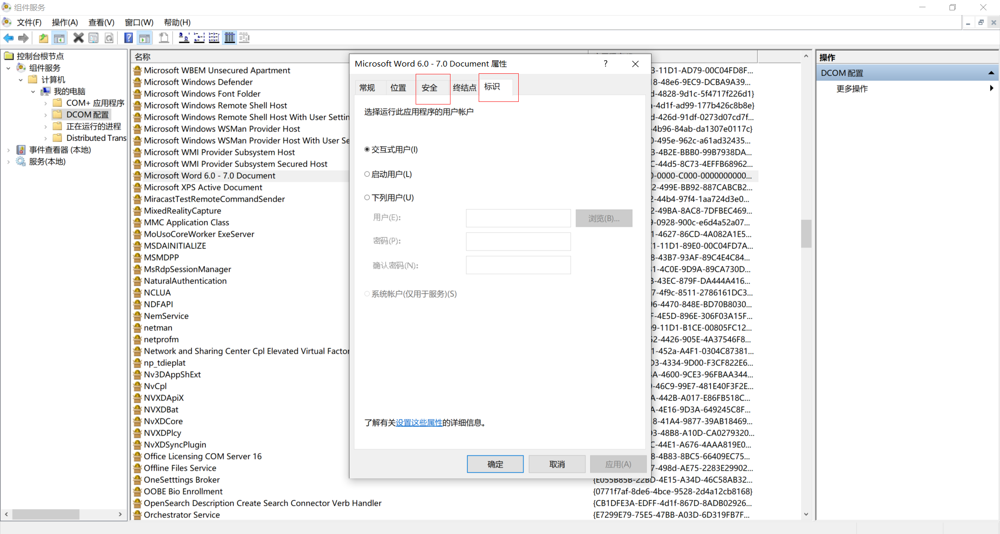 组件服务
文件(F) 操作(A) 查看(V) 窗口(W) 帮助(H)
控制台根节点
组件服务
计算机
我的电脑
COM+ 应用程序
DCOM 配置
正在运行的进程
Distributed Trans
事件查看器 (本地)
服务(本地)
名称
Microsoft WBEM Unsecured Apartment
Microsoft Windows Defender
Microsoft Windows Font Folder
Microsoft Windows Remote Shell Host
Microsoft Windows Remote Shell Host With User Settin
Microsoft Windows WSMan Provider Host
Microsoft Windows WSMan Provider Host With User Se
Microsoft WMI Provider Subsystem Host
Microsoft WMI Provider Subsystem Secured Host
Microsoft Word 6.0 - 7.0 Document
Microsoft XPS Active Document
MiracastTestRemoteCommandSender
MixedRealityCapture
MMC Application Class
MoUsoCoreWorker ExeServer
MSDAINITIALIZE
MSMDPP
MsRdpSessionManager
NaturalAuthentication
NCLUA
NDFAPI
NemService
netman
netprofm
Network and Sharing Center Cpl Elevated Virtual Factor
np_tdieplat
Nv3DAppShExt
NvCpl
NVXDApiX
NVXDBat
NvXDCore
NVXDPlcy
NvXDSyncPlugin
Office Licensing COM Server 16
Offline Files Service
OneSetttings Broker
OOBE Bio Enrollment
OpenSearch Description Create Search Connector Verb Handler
Orchestrator Service
Microsoft Word 6.0 - 7.0 Document 属性
常规 位置 安全 终结点 标识
选择运行此应用程序的用户帐户
交互式用户(I)
启动用户(L)
下列用户(U)
用户(E):
浏览(B)...
密码(P):
确认密码(N):
系统帐户(仅用于服务)(S)
了解有关设置这些属性的详细信息。
确定 取消 应用(A)
3-11D1-AD79-00C04FD8F...
8-48e6-9EC9-DCBA9A39...
d-4828-9d1c-5f4717f226d1}
a-4d1f-ad99-177b426c8b8e}
d-426d-91df-0273d07cd7f...
-4b96-84ab-da1307e0117c}
0-495e-962c-a61ad32435...
3-4B2E-BBB0-99B7938DA...
C-44d5-8C73-4EFFB68962...
0-0000-C000-0000000000...
2-499E-BB92-887CABCB2...
2-44b4-97f4-1aa724d3e0...
2-49BA-8AC8-7DFBEC469...
9-0928-900c-e6d4a52a07...
1-4627-86CD-4A082A1E5...
1-11D1-89E0-00C04FD7A...
8-43B7-93AF-89C4E4C84...
1-4C0E-9D9A-89CA730D...
3-43EC-879F-DA444A416...
7-4f9c-8511-2786161DC3...
96-4470-848E-BD70B8030...
F-4E5D-896E-306F03A15F...
9-11D1-B1CE-00805FC12...
52-4426-905E-4A37546F8...
1-452a-A4F1-0304C87381...
03-4334-9D00-F3CF822E6...
A-4600-9CE3-96FBAA344...
-46C9-99E7-481E40F3F2E...
A-442B-A017-E86FB518C...
A-4E16-9D3A-649245C8F...
8-41A4-9877-39AB18469...
3-48B8-A10D-CA0279320...
C-44E1-A676-4AAA819E0...
8-4B83-8BC5-66409EC75...
7-498d-AE75-2283E29902...
{E055B85B-22BD-4E15-A34D-46C58AB32...
{0771f7af-8de6-4bce-9528-2d4a12cb8168}
{CB1DFE3A-EDFF-4d1f-867D-8ADB02926...
{E7299E79-75E5-47BB-A03D-6D319FB7F...
操作
DCOM 配置
更多操作